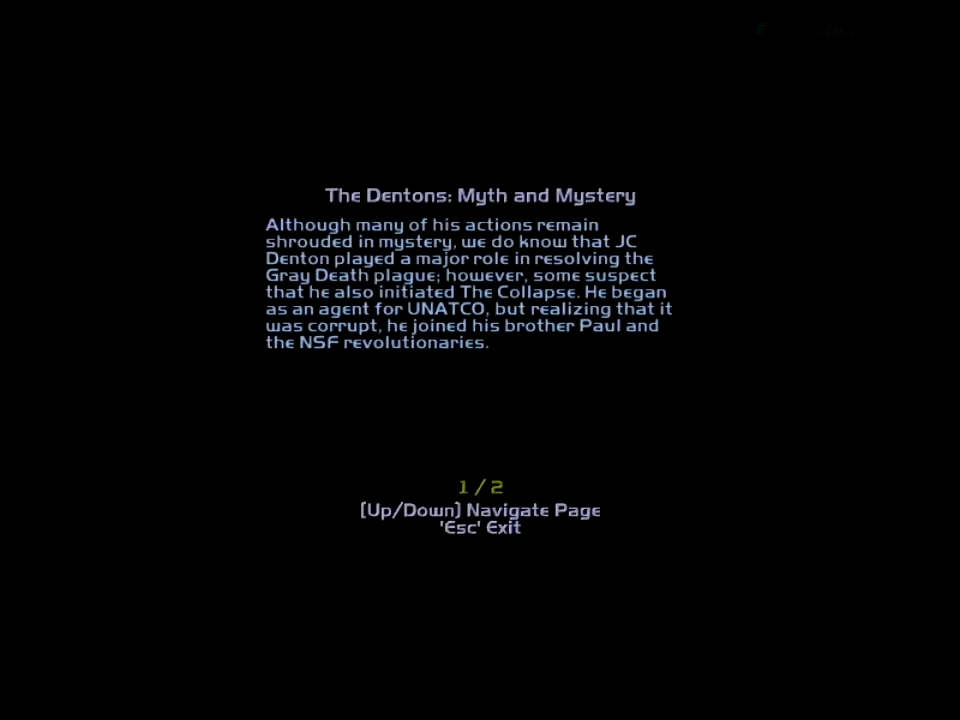 The Dentons: Myth and Mystery
Although many of his actions remain
shrouded in mystery, we do know that JC
Denton played a major role in resolving the
Gray Death plague; however, some suspect
that he also initiated The Collapse. He began
as an agent for UNATCO, but realizing that it
was corrupt, he joined his brother Paul and
the NSF revolutionaries.
1 / 2
[Up/Down] Navigate Page
'Esc' Exit